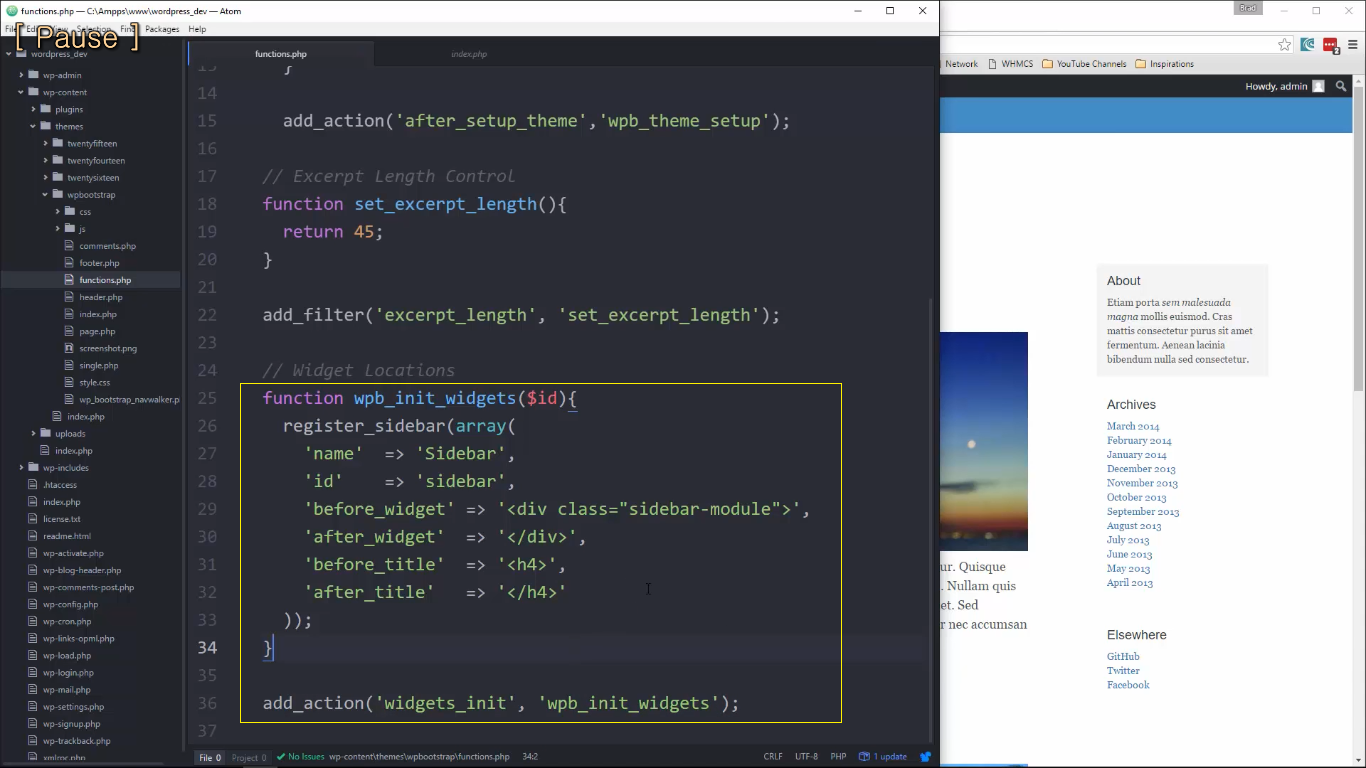 functions.php — C:\Ampps\www\wordpress_dev — Atom
Brad
File Edit View Selection Find Packages Help
[ Pause ]
wordpress_dev
wp-admin
wp-content
plugins
themes
twentyfifteen
twentyfourteen
twentysixteen
wpbootstrap
css
js
comments.php
footer.php
functions.php
header.php
index.php
page.php
screenshot.png
single.php
style.css
wp_bootstrap_navwalker.p
index.php
uploads
index.php
wp-includes
.htaccess
index.php
license.txt
readme.html
wp-activate.php
wp-blog-header.php
wp-comments-post.php
wp-config.php
wp-cron.php
wp-links-opml.php
wp-load.php
wp-login.php
wp-mail.php
wp-settings.php
wp-signup.php
wp-trackback.php
xmlrpc.php
functions.php index.php
13 }
14
15 add_action('after_setup_theme','wpb_theme_setup');
16
17 // Excerpt Length Control
18 function set_excerpt_length(){
19 return 45;
20 }
21
22 add_filter('excerpt_length', 'set_excerpt_length');
23
24 // Widget Locations
25 function wpb_init_widgets($id){
26 register_sidebar(array(
27 'name' => 'Sidebar',
28 'id' => 'sidebar',
29 'before_widget' => '<div class="sidebar-module">',
30 'after_widget' => '</div>',
31 'before_title' => '<h4>',
32 'after_title' => '</h4>'
33 ));
34 }
35
36 add_action('widgets_init', 'wpb_init_widgets');
37
File 0 Project 0 No Issues wp-content\themes\wpbootstrap\functions.php 34:2 CRLF UTF-8 PHP 1 update
2
Network WHMCS YouTube Channels Inspirations
Howdy, admin
About
Etiam porta sem malesuada
magna mollis euismod. Cras
mattis consectetur purus sit amet
fermentum. Aenean lacinia
bibendum nulla sed consectetur.
Archives
March 2014
February 2014
January 2014
December 2013
November 2013
October 2013
September 2013
August 2013
July 2013
June 2013
May 2013
April 2013
Elsewhere
GitHub
Twitter
Facebook
ur. Quisque
Nullam quis
et. Sed
r nec accumsan